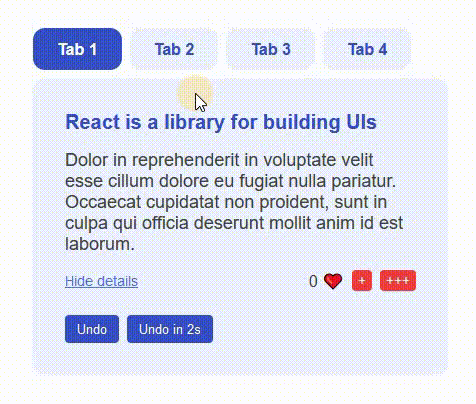 Tab 1 Tab 2 Tab 3 Tab 4
React is a library for building UIs
Dolor in reprehenderit in voluptate velit
esse cillum dolore eu fugiat nulla pariatur.
Occaecat cupidatat non proident, sunt in
culpa qui officia deserunt mollit anim id est
laborum.
Hide details 0 ❤️ + +++
Undo Undo in 2s